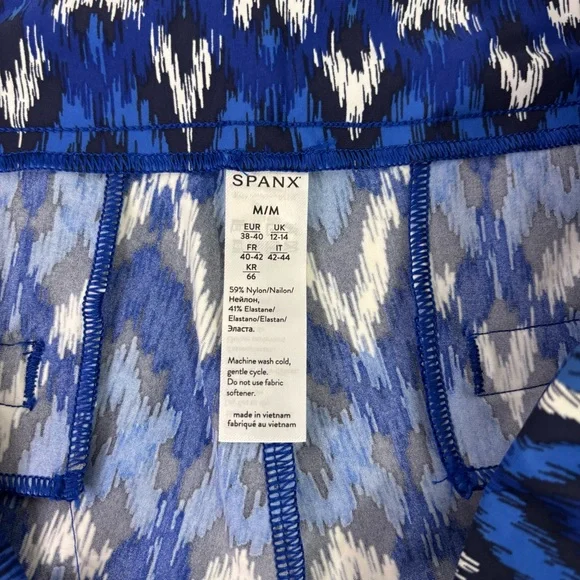 SPANX
M/M
EUR UK
38-40 12-14
FR IT
40-42 42-44
KR
66
59% Nylon/Nailon/
Нейлон,
41% Elastane/
Elastano/Elastan/
Эласта.
Machine wash cold,
gentle cycle.
Do not use fabric
softener.
made in vietnam
fabriqué au vietnam